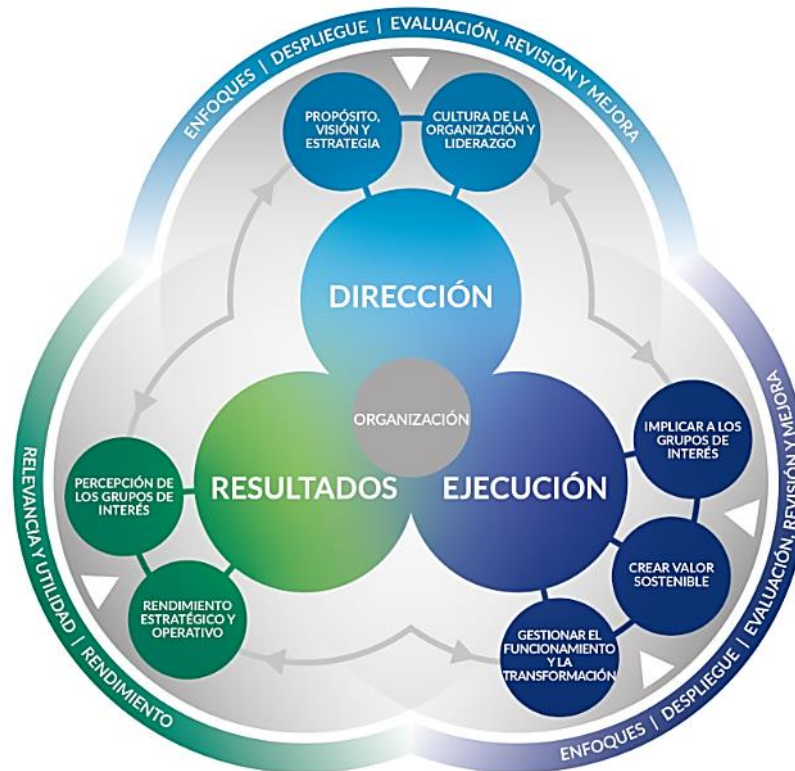 ENFOQUES | DESPLIEGUE | EVALUACIÓN, REVISIÓN Y MEJORA
PROPÓSITO,
VISIÓN Y
ESTRATEGIA
CULTURA DE LA
ORGANIZACIÓN Y
LIDERAZGO
DIRECCIÓN
ORGANIZACIÓN
RESULTADOS
EJECUCIÓN
IMPLICAR A LOS
GRUPOS DE
INTERÉS
CREAR VALOR
SOSTENIBLE
GESTIONAR EL
FUNCIONAMIENTO
Y LA
TRANSFORMACIÓN
ENFOQUES | DESPLIEGUE | EVALUACIÓN, REVISIÓN Y MEJORA
PERCEPCIÓN DE
LOS GRUPOS DE
INTERÉS
RENDIMIENTO
ESTRATÉGICO Y
OPERATIVO
RELEVANCIA Y UTILIDAD | RENDIMIENTO